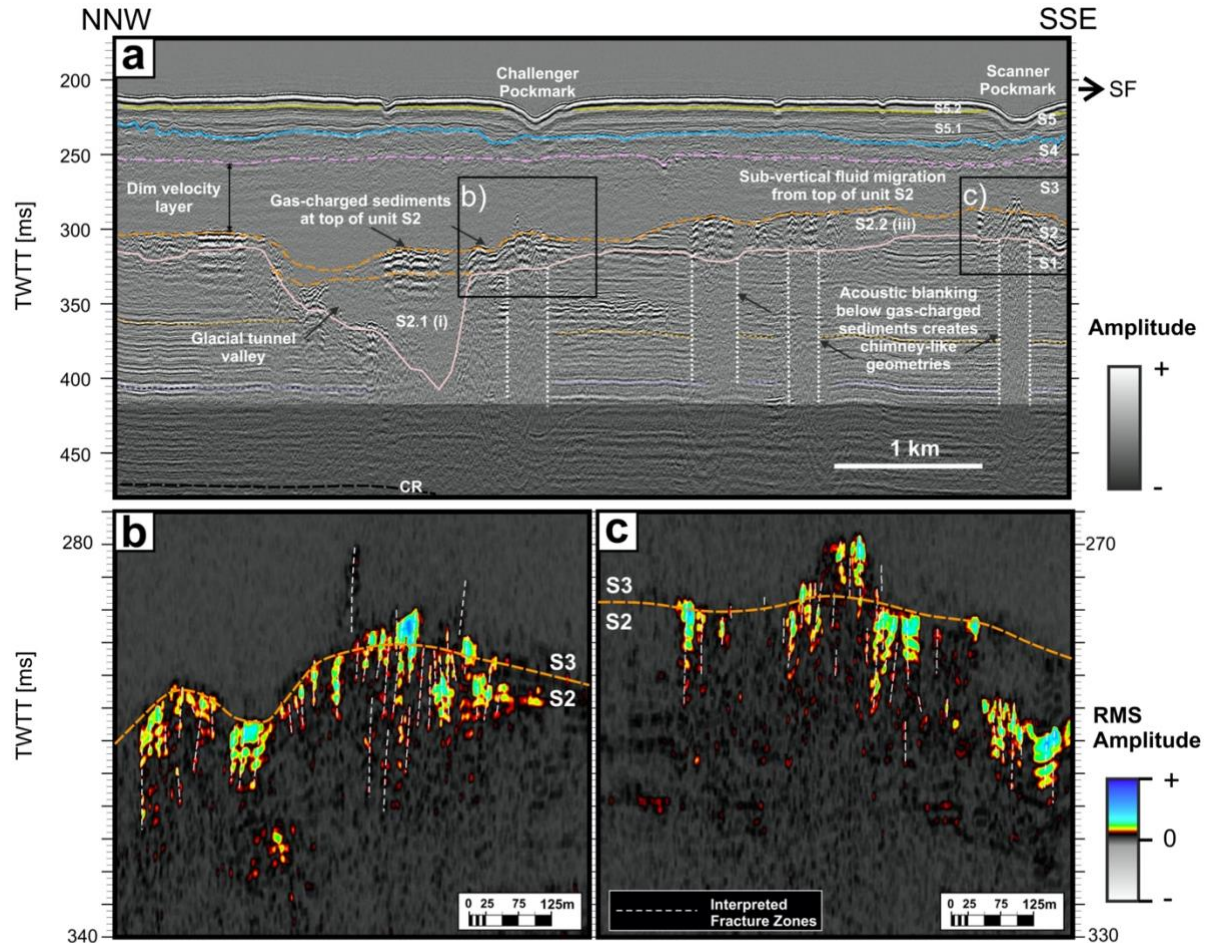 NNW
SSE
a
Challenger
Pockmark
Scanner
Pockmark
SF
200
250
300
350
400
450
TWTT [ms]
S5.2
S5
S5.1
S4
S3
Dim velocity
layer
Gas-charged sediments
at top of unit S2
b)
Sub-vertical fluid migration
from top of unit S2
c)
S2.2 (iii)
S2
S1
Glacial tunnel
valley
S2.1 (i)
Acoustic blanking
below gas-charged
sediments creates
chimney-like
geometries
1 km
CR
Amplitude
+
-
b
280
S3
S2
TWTT [ms]
340
0 25 75 125m
c
270
S3
S2
Interpreted
Fracture Zones
0 25 75 125m
330
RMS
Amplitude
+
0
-